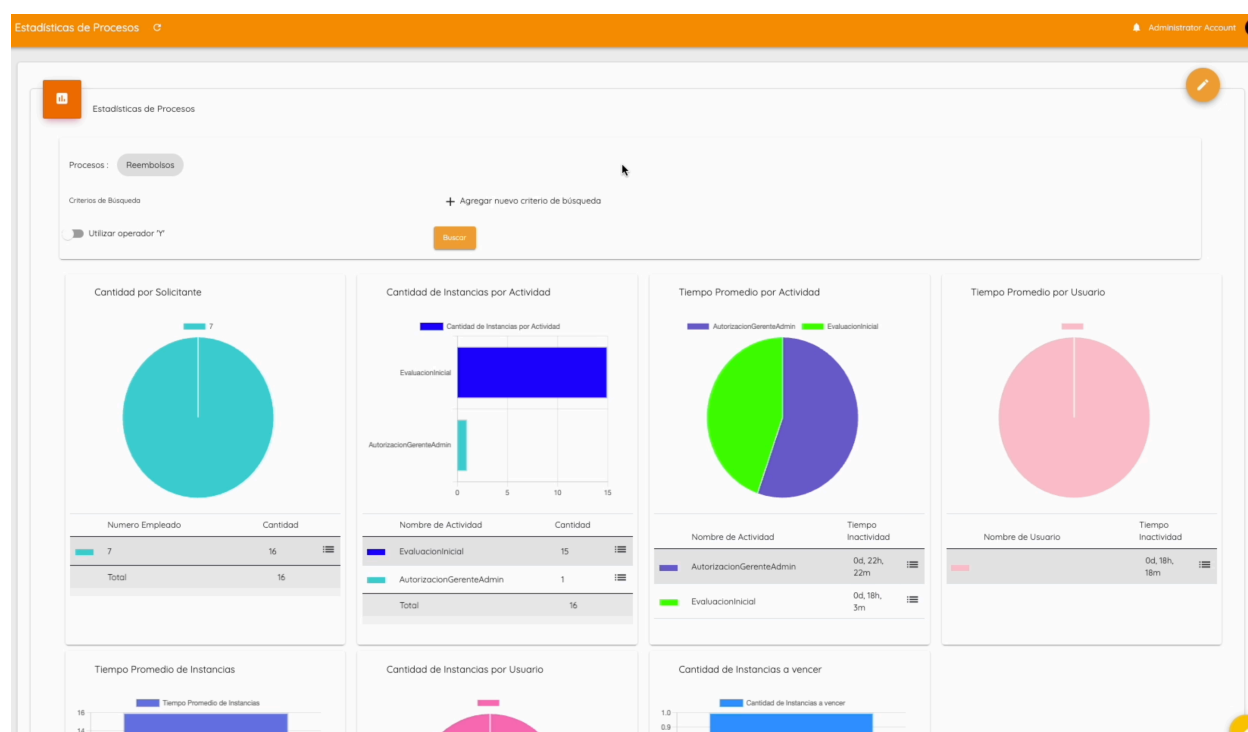 Estadísticas de Procesos
Administrator Account
Estadísticas de Procesos
Procesos :
Reembolsos
Criterios de Búsqueda
+ Agregar nuevo criterio de búsqueda
Utilizar operador 'Y'
Buscar
Cantidad por Solicitante
7
Numero Empleado Cantidad
7 16
Total 16
Cantidad de Instancias por Actividad
Cantidad de Instancias por Actividad
EvaluacionInicial
AutorizacionGerenteAdmin
0 5 10 15
Nombre de Actividad Cantidad
EvaluacionInicial 15
AutorizacionGerenteAdmin 1
Total 16
Tiempo Promedio por Actividad
AutorizacionGerenteAdmin EvaluacionInicial
Nombre de Actividad Tiempo
Inactividad
AutorizacionGerenteAdmin 0d, 22h,
22m
EvaluacionInicial 0d, 18h,
3m
Tiempo Promedio por Usuario
Nombre de Usuario Tiempo
Inactividad
0d, 18h,
18m
Tiempo Promedio de Instancias
Tiempo Promedio de Instancias
16
14
Cantidad de Instancias por Usuario
Cantidad de Instancias a vencer
Cantidad de Instancias a vencer
1.0
0.9